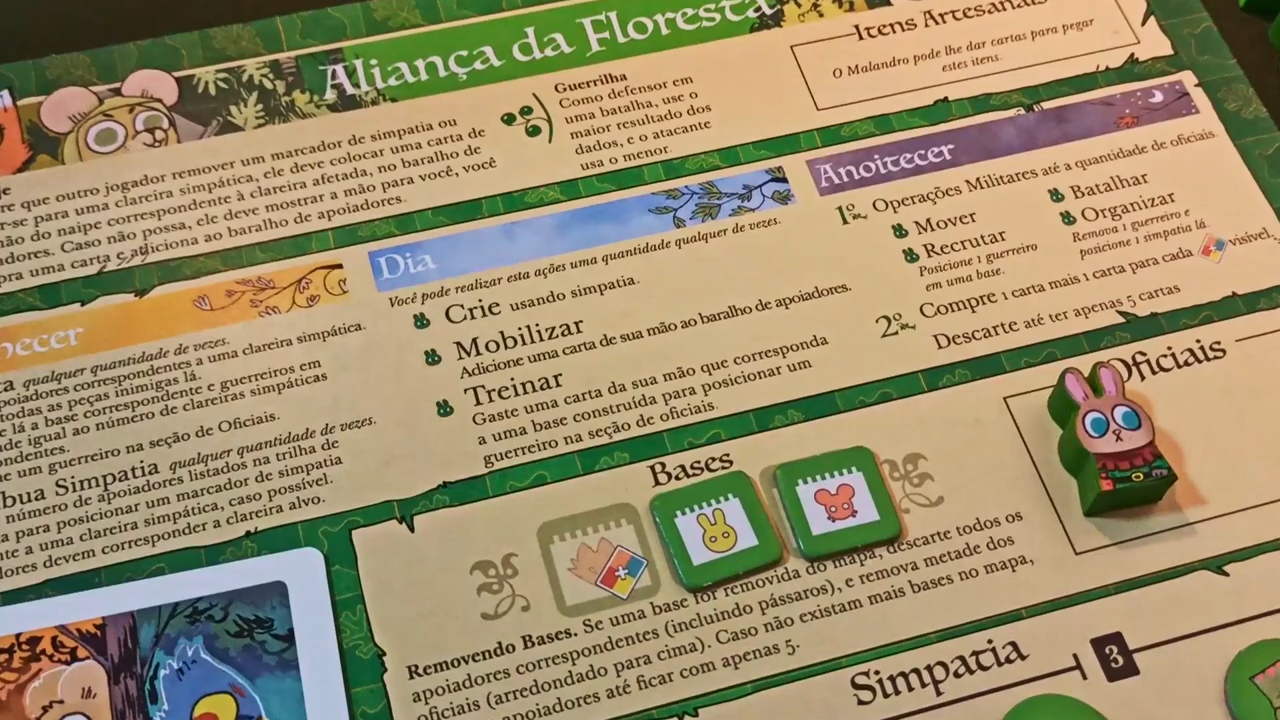 Aliança da Floresta
Itens Artesanais
O Malandro pode lhe dar cartas para pegar
estes itens.
Guerrilha
Como defensor em
uma batalha, use o
maior resultado dos
dados, e o atacante
usa o menor.
que outro jogador remover um marcador de simpatia ou
para uma clareira simpática, ele deve colocar uma carta de
do naipe correspondente à clareira afetada, no baralho de
Caso não possa, ele deve mostrar a mão para você, você
uma carta e adiciona ao baralho de apoiadores.
qualquer quantidade de vezes.
apoiadores correspondentes a uma clareira simpática.
todas as peças inimigas lá.
lá a base correspondente e guerreiros em
igual ao número de clareiras simpáticas
um guerreiro na seção de Oficiais.
Simpatia qualquer quantidade de vezes.
número de apoiadores listados na trilha de
para posicionar um marcador de simpatia
a uma clareira simpática, caso possível.
devem corresponder a clareira alvo.
Dia
Você pode realizar esta ações uma quantidade qualquer de vezes.
Crie usando simpatia.
Mobilizar
Adicione uma carta de sua mão ao baralho de apoiadores.
Treinar
Gaste uma carta da sua mão que corresponda
a uma base construída para posicionar um
guerreiro na seção de oficiais.
Anoitecer
1º Operações Militares até a quantidade de oficiais.
Mover
Recrutar
Posicione 1 guerreiro
em uma base.
Batalhar
Organizar
Remova 1 guerreiro e
posicione 1 simpatia lá.
2º Compre 1 carta mais 1 carta para cada visível.
Descarte até ter apenas 5 cartas
Bases
Oficiais
Removendo Bases. Se uma base for removida do mapa, descarte todos os
apoiadores correspondentes (incluindo pássaros), e remova metade dos
oficiais (arredondado para cima). Caso não existam mais bases no mapa,
apoiadores até ficar com apenas 5.
Simpatia
3